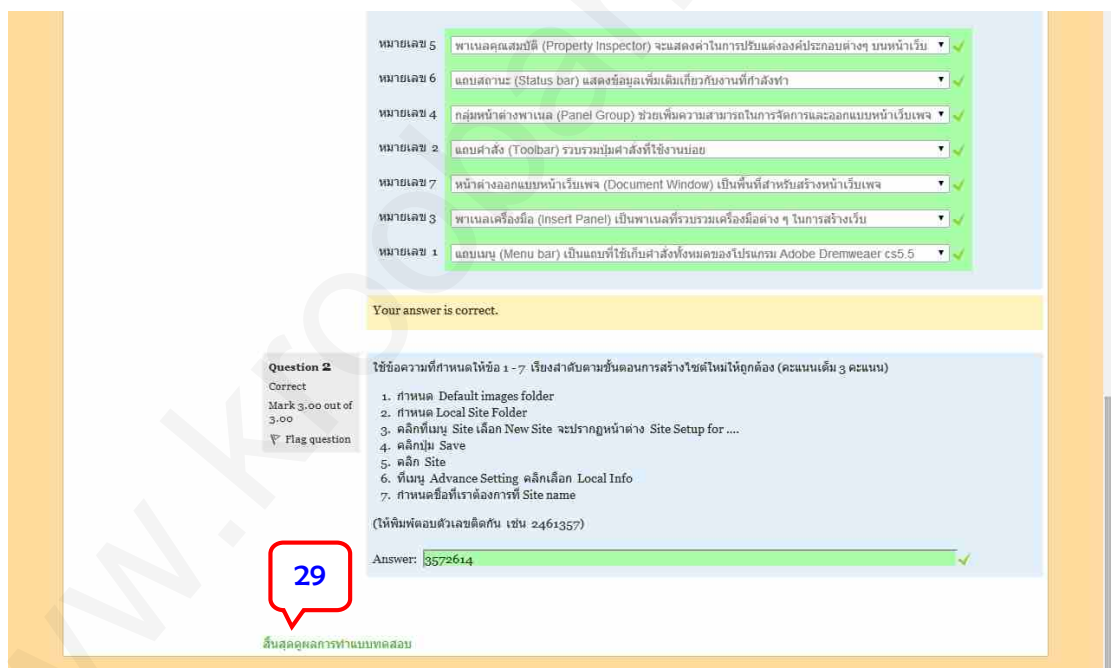 หมายเลข 5 พาเนลคุณสมบัติ (Property Inspector) จะแสดงค่าในการปรับแต่งองค์ประกอบต่างๆ บนหน้าเว็บ
หมายเลข 6 แถบสถานะ (Status bar) แสดงข้อมูลเพิ่มเติมเกี่ยวกับงานที่กำลังทำ
หมายเลข 4 กลุ่มหน้าต่างพาเนล (Panel Group) ช่วยเพิ่มความสามารถในการจัดการและออกแบบหน้าเว็บเพจ
หมายเลข 2 แถบคำสั่ง (Toolbar) รวบรวมปุ่มคำสั่งที่ใช้งานบ่อย
หมายเลข 7 หน้าต่างออกแบบหน้าเว็บเพจ (Document Window) เป็นพื้นที่สำหรับสร้างหน้าเว็บเพจ
หมายเลข 3 พาเนลเครื่องมือ (Insert Panel) เป็นพาเนลที่รวบรวมเครื่องมือต่าง ๆ ในการสร้างเว็บ
หมายเลข 1 แถบเมนู (Menu bar) เป็นแถบที่ใช้เก็บคำสั่งทั้งหมดของโปรแกรม Adobe Dremweaer cs5.5
Your answer is correct.
Question 2
Correct
Mark 3.00 out of
3.00
Flag question
ใช้ข้อความที่กำหนดให้ข้อ 1 - 7 เรียงลำดับตามขั้นตอนการสร้างไซต์ใหม่ให้ถูกต้อง (คะแนนเต็ม 3 คะแนน)
1. กำหนด Default images folder
2. กำหนด Local Site Folder
3. คลิกที่เมนู Site เลือก New Site จะปรากฏหน้าต่าง Site Setup for ....
4. คลิกปุ่ม Save
5. คลิก Site
6. ที่เมนู Advance Setting คลิกเลือก Local Info
7. กำหนดชื่อที่เราต้องการที่ Site name
(ให้พิมพ์ตอบตัวเลขติดกัน เช่น 2461357)
Answer: 3572614
29
สิ้นสุดดูผลการทำแบบทดสอบ